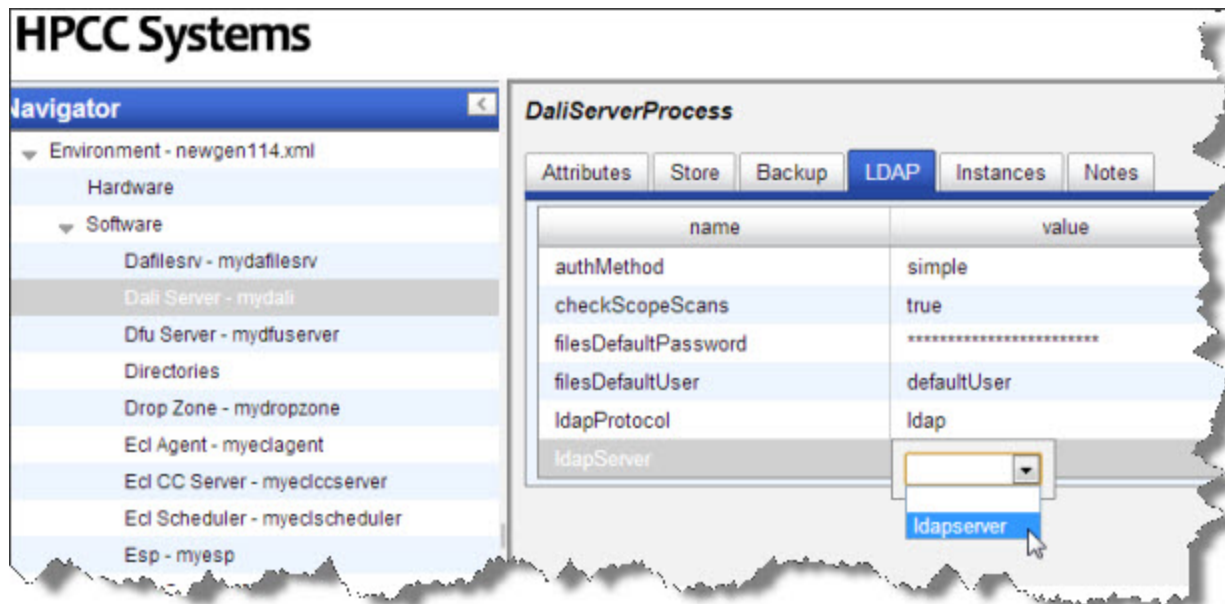 HPCC Systems
Navigator
Environment - newgen114.xml
Hardware
Software
Dafilesrv - mydafilesrv
Dali Server - mydali
Dfu Server - mydfuserver
Directories
Drop Zone - mydropzone
Ecl Agent - myeclagent
Ecl CC Server - myeclccserver
Ecl Scheduler - myeclscheduler
Esp - myesp
DaliServerProcess
Attributes Store Backup LDAP Instances Notes
name value
authMethod simple
checkScopeScans true
filesDefaultPassword ************************
filesDefaultUser defaultUser
ldapProtocol ldap
ldapServer
ldapserver